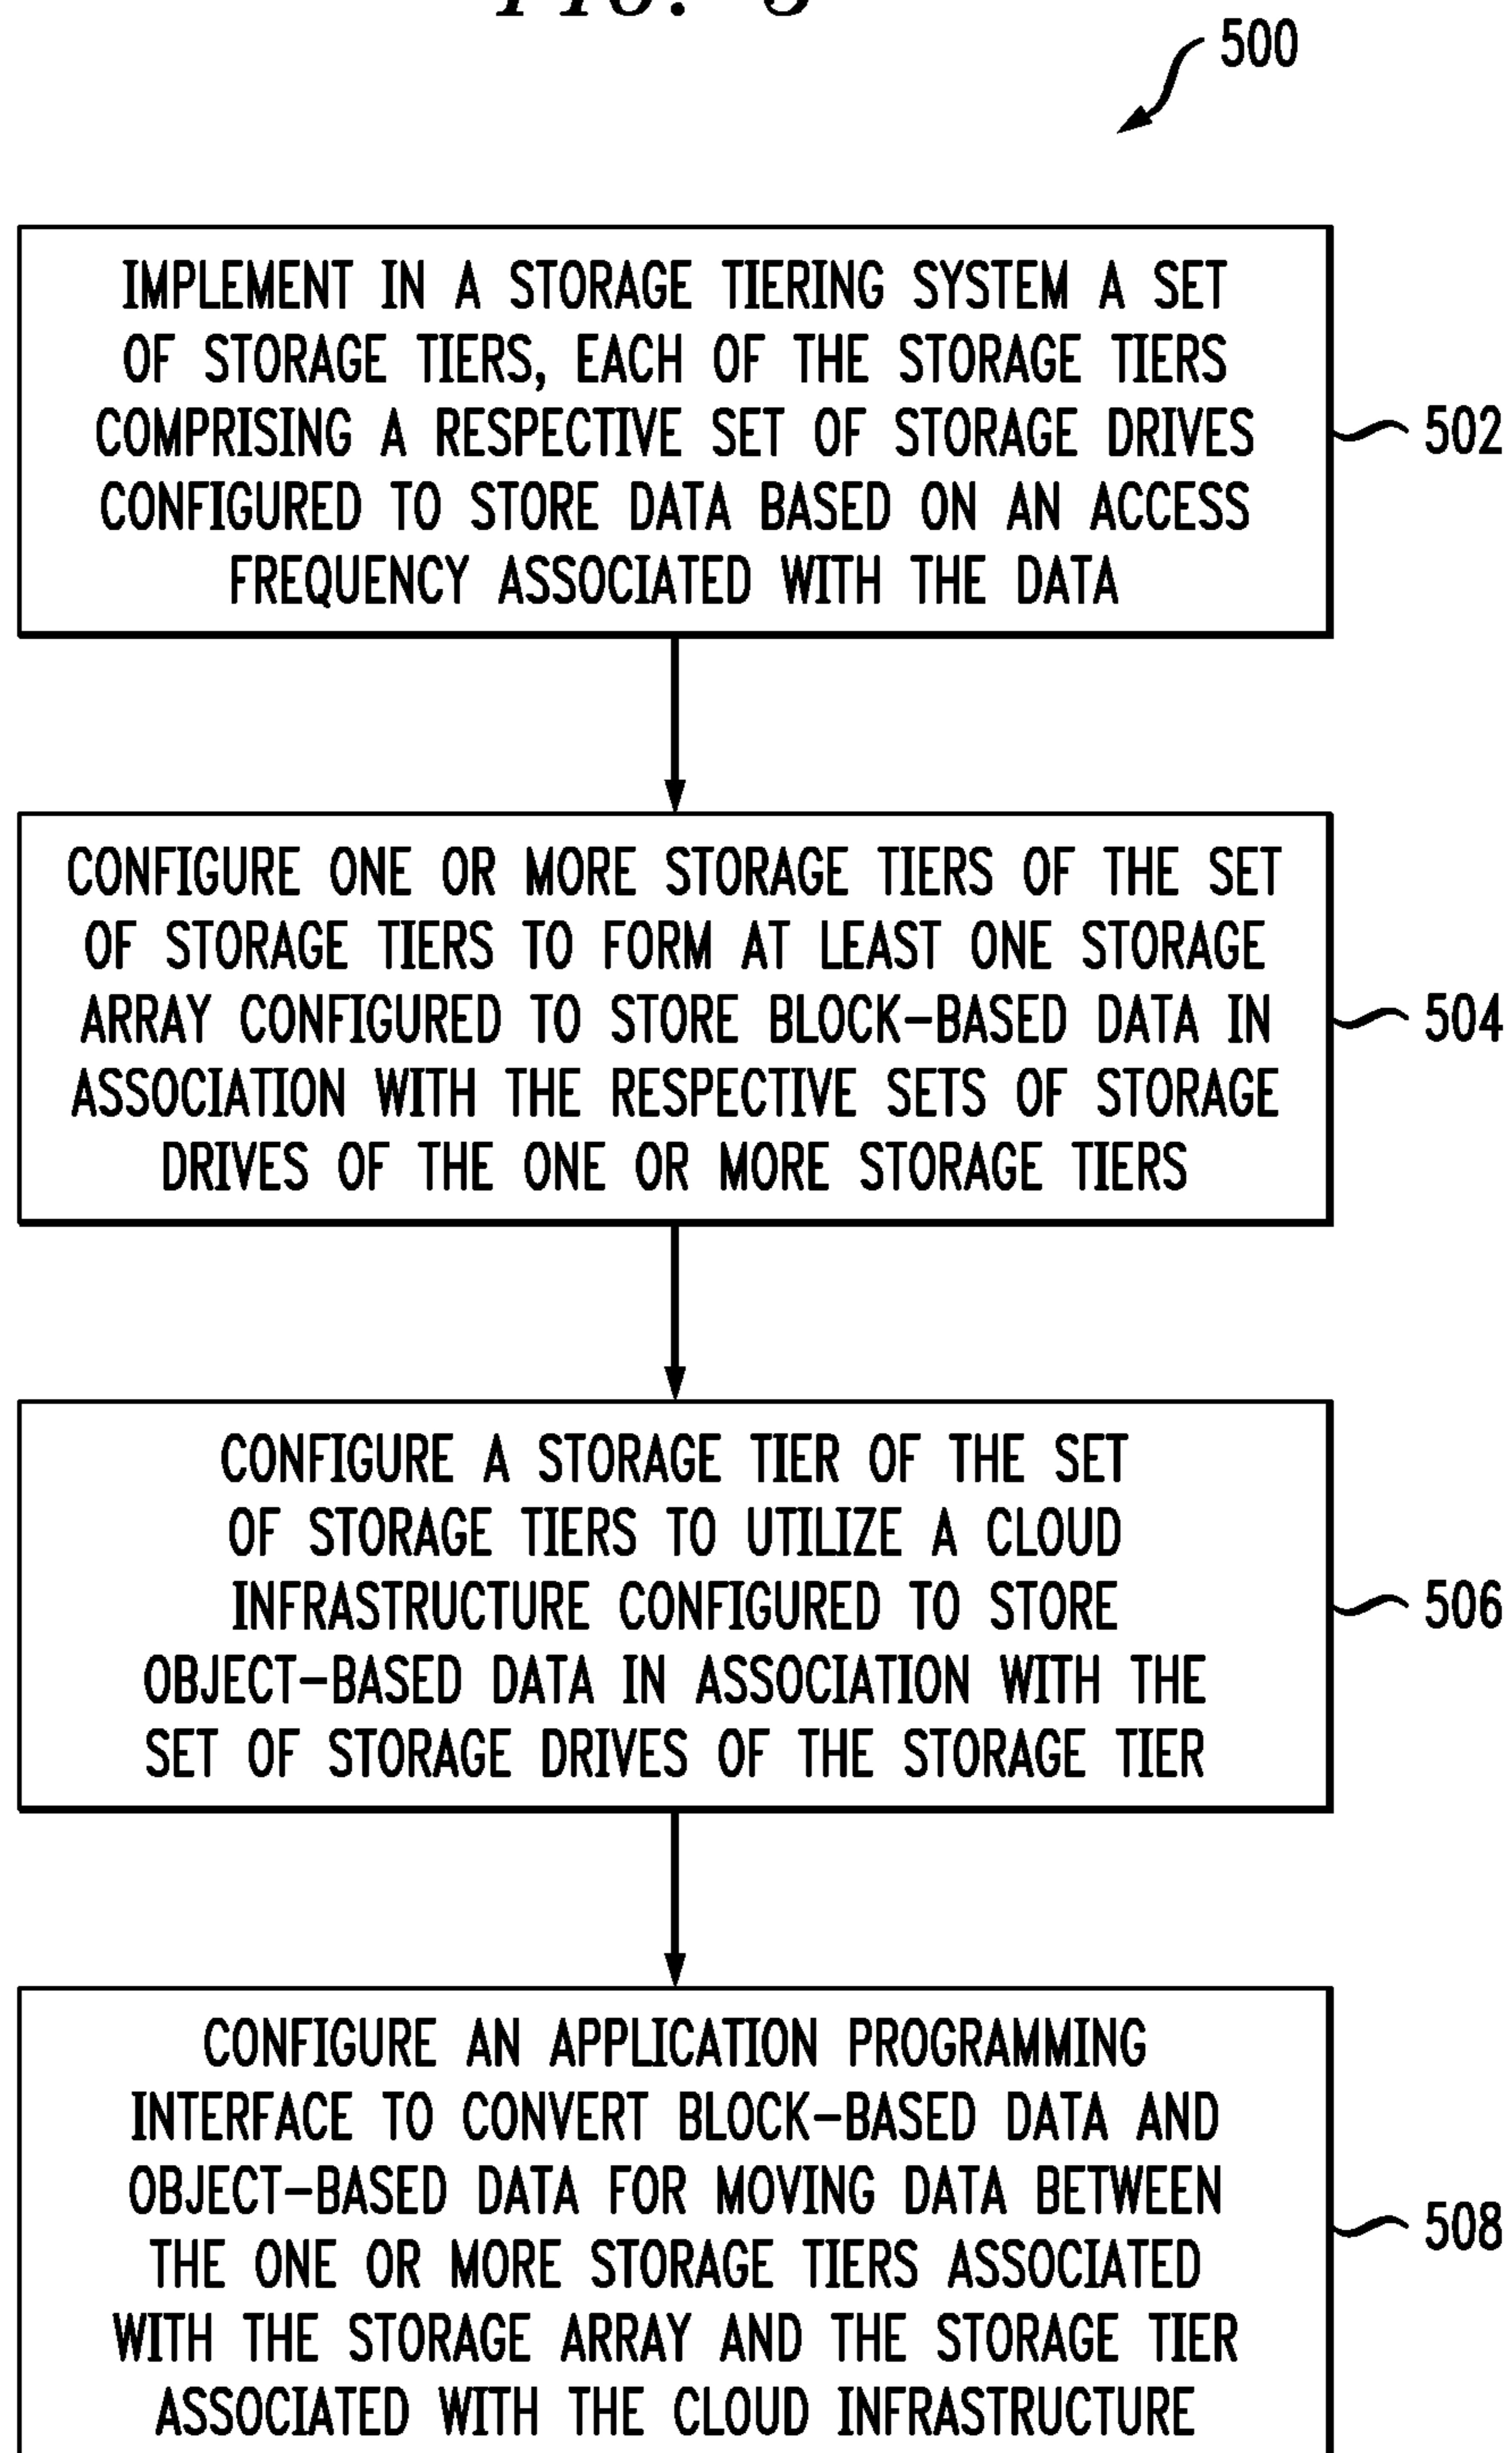 FIG. 5
500
IMPLEMENT IN A STORAGE TIERING SYSTEM A SET
OF STORAGE TIERS, EACH OF THE STORAGE TIERS
COMPRISING A RESPECTIVE SET OF STORAGE DRIVES
CONFIGURED TO STORE DATA BASED ON AN ACCESS
FREQUENCY ASSOCIATED WITH THE DATA
502
CONFIGURE ONE OR MORE STORAGE TIERS OF THE SET
OF STORAGE TIERS TO FORM AT LEAST ONE STORAGE
ARRAY CONFIGURED TO STORE BLOCK-BASED DATA IN
ASSOCIATION WITH THE RESPECTIVE SETS OF STORAGE
DRIVES OF THE ONE OR MORE STORAGE TIERS
504
CONFIGURE A STORAGE TIER OF THE SET
OF STORAGE TIERS TO UTILIZE A CLOUD
INFRASTRUCTURE CONFIGURED TO STORE
OBJECT-BASED DATA IN ASSOCIATION WITH THE
SET OF STORAGE DRIVES OF THE STORAGE TIER
506
CONFIGURE AN APPLICATION PROGRAMMING
INTERFACE TO CONVERT BLOCK-BASED DATA AND
OBJECT-BASED DATA FOR MOVING DATA BETWEEN
THE ONE OR MORE STORAGE TIERS ASSOCIATED
WITH THE STORAGE ARRAY AND THE STORAGE TIER
ASSOCIATED WITH THE CLOUD INFRASTRUCTURE
508